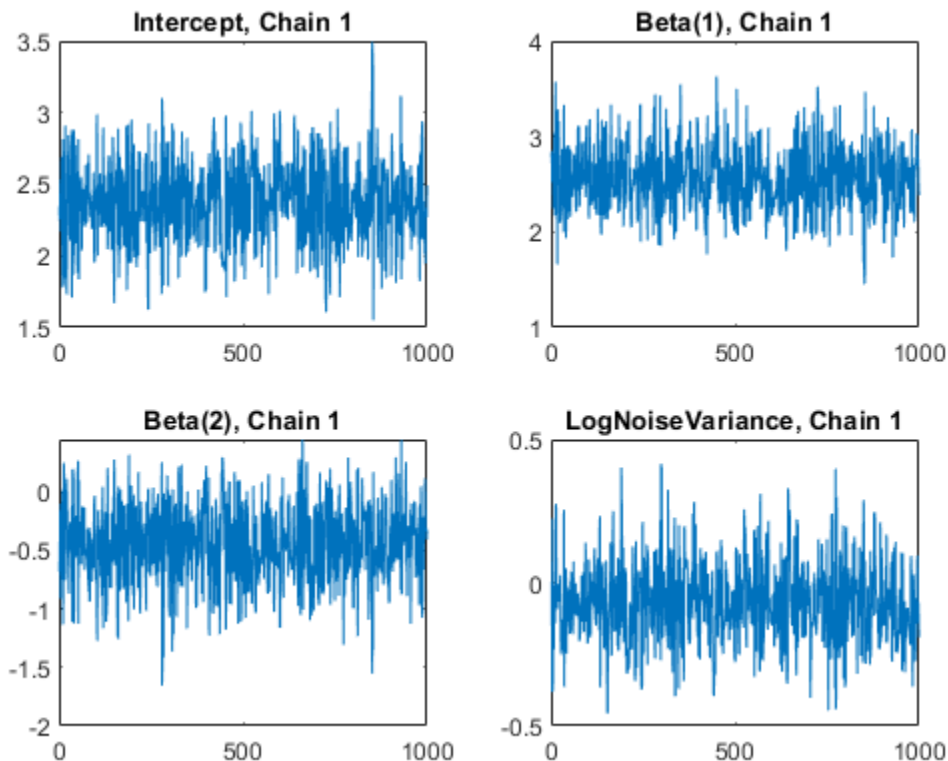 Intercept, Chain 1
3.5
3
2.5
2
1.5
0 500 1000
Beta(1), Chain 1
4
3
2
1
0 500 1000
Beta(2), Chain 1
0
-0.5
-1
-1.5
-2
0 500 1000
LogNoiseVariance, Chain 1
0.5
0
-0.5
0 500 1000